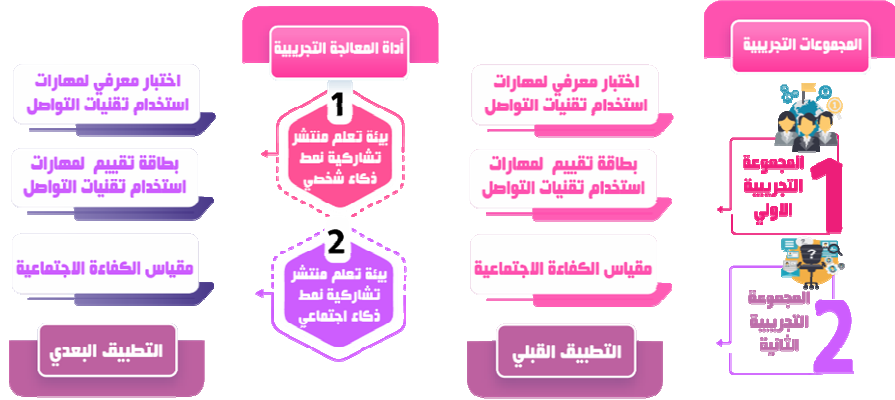 المجموعات التجريبية
1
المجموعة
التجريبية
الاولي
2
المجموعة
التجريبية
الثانية
اختبار معرفي لمهارات
استخدام تقنيات التواصل
بطاقة تقييم لمهارات
استخدام تقنيات التواصل
مقياس الكفاءة الاجتماعية
التطبيق القبلي
أداة المعالجة التجريبية
1
بيئة تعلم منتشر
تشاركية نمط
ذكاء شخصي
2
بيئة تعلم منتشر
تشاركية نمط
ذكاء اجتماعي
اختبار معرفي لمهارات
استخدام تقنيات التواصل
بطاقة تقييم لمهارات
استخدام تقنيات التواصل
مقياس الكفاءة الاجتماعية
التطبيق البعدي